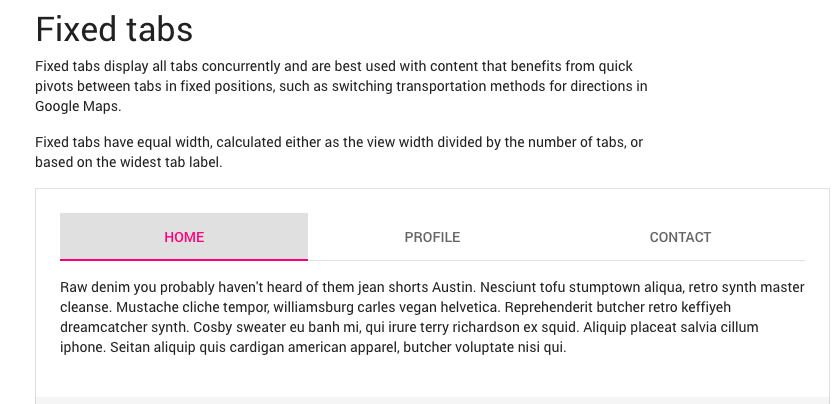 Fixed tabs
Fixed tabs display all tabs concurrently and are best used with content that benefits from quick
pivots between tabs in fixed positions, such as switching transportation methods for directions in
Google Maps.
Fixed tabs have equal width, calculated either as the view width divided by the number of tabs, or
based on the widest tab label.
HOME PROFILE CONTACT
Raw denim you probably haven't heard of them jean shorts Austin. Nesciunt tofu stumptown aliqua, retro synth master
cleanse. Mustache cliche tempor, williamsburg carles vegan helvetica. Reprehenderit butcher retro keffiyeh
dreamcatcher synth. Cosby sweater eu banh mi, qui irure terry richardson ex squid. Aliquip placeat salvia cillum
iphone. Seitan aliquip quis cardigan american apparel, butcher voluptate nisi qui.